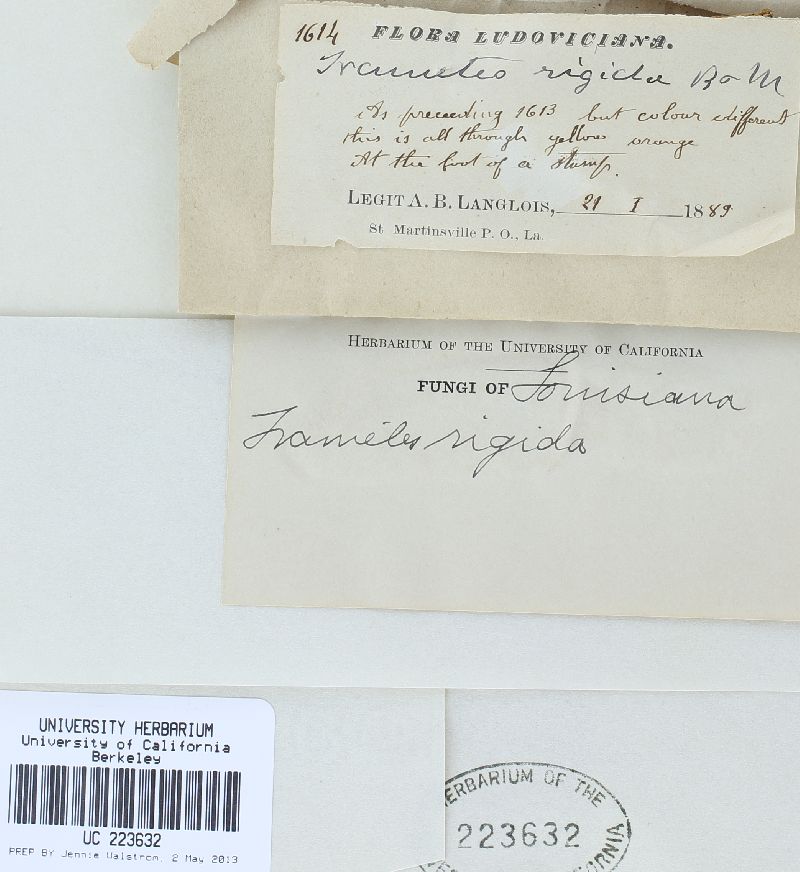 1614 FLORA LUDOVICIANA.
Trametes rigida B & M
As preceeding 1613 but colour different
this is all through yellow orange
At the foot of a stump.
LEGIT A. B. LANGLOIS, 21 I 1889
St Martinsville P. O., La.
HERBARIUM OF THE UNIVERSITY OF CALIFORNIA
FUNGI OF Louisiana
Trametes rigida
UNIVERSITY HERBARIUM
University of California
Berkeley
UC 223632
PREP BY Jennie Walstrom, 2 May 2013
HERBARIUM OF THE
223632